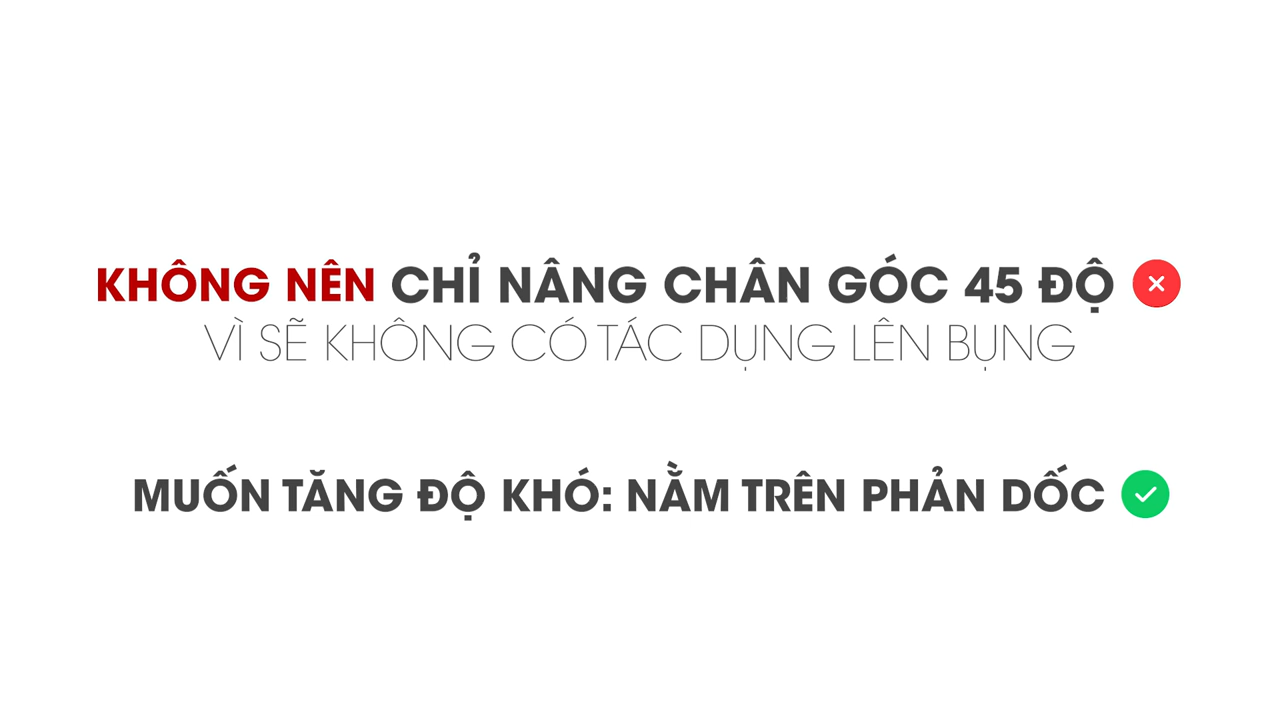 KHÔNG NÊN CHỈ NÂNG CHÂN GÓC 45 ĐỘ
VÌ SẼ KHÔNG CÓ TÁC DỤNG LÊN BỤNG
MUỐN TĂNG ĐỘ KHÓ: NẰM TRÊN PHẢN DỐC